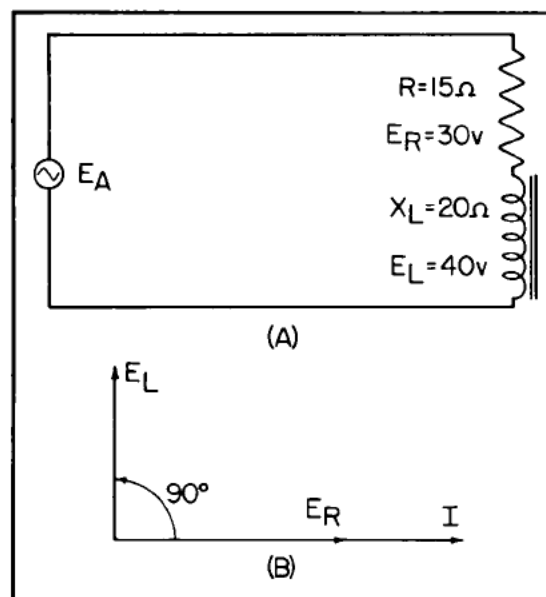 R=15Ω
E_R=30v
E_A
X_L=20Ω
E_L=40v
(A)
E_L
90°
E_R
I
(B)